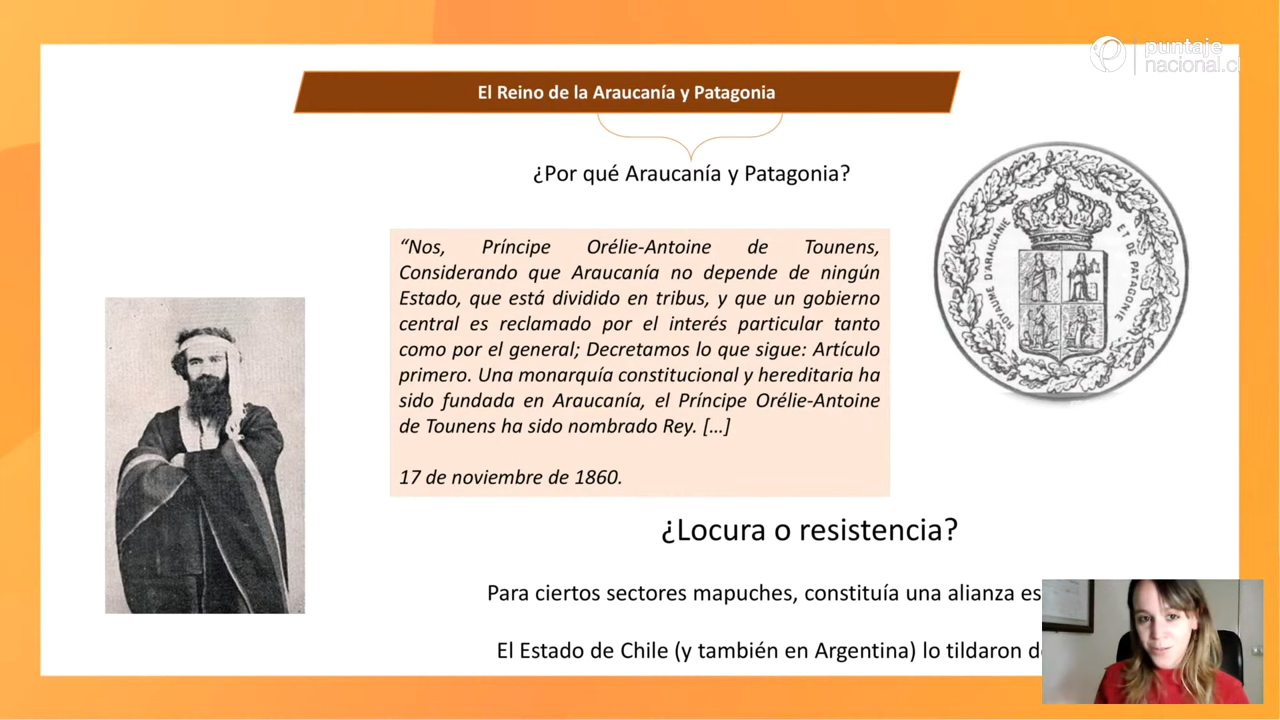 puntaje
nacional.cl
El Reino de la Araucanía y Patagonia
¿Por qué Araucanía y Patagonia?
“Nos, Príncipe Orélie-Antoine de Tounens,
Considerando que Araucanía no depende de ningún
Estado, que está dividido en tribus, y que un gobierno
central es reclamado por el interés particular tanto
como por el general; Decretamos lo que sigue: Artículo
primero. Una monarquía constitucional y hereditaria ha
sido fundada en Araucanía, el Príncipe Orélie-Antoine
de Tounens ha sido nombrado Rey. […]
17 de noviembre de 1860.
ROYAUME D'ARAUCANIE
ET DE PATAGONIE
¿Locura o resistencia?
Para ciertos sectores mapuches, constituía una alianza es
El Estado de Chile (y también en Argentina) lo tildaron d